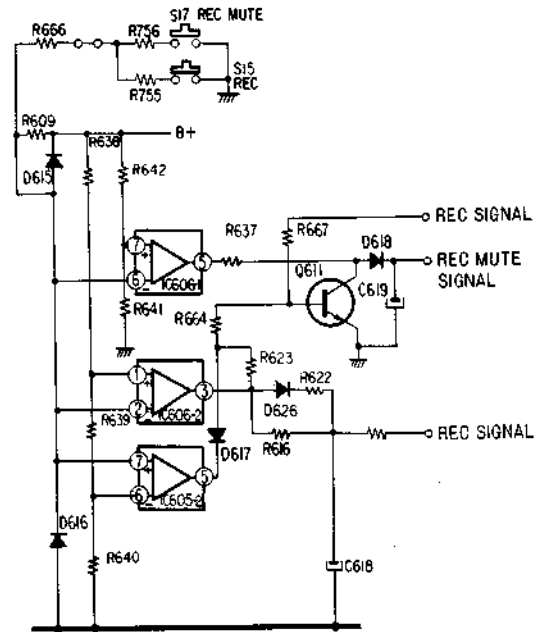 S17 REC MUTE
R666
R756
S15
REC
R755
R609
R638
B+
D615
R642
R637
R667
REC SIGNAL
D618
REC MUTE
SIGNAL
7
+
6
−
5
IC606-1
Q611
C619
R641
R664
R623
1
+
2
−
3
IC606-2
R622
D626
R639
R616
REC SIGNAL
D617
7
+
6
−
5
IC605-2
D616
R640
C618